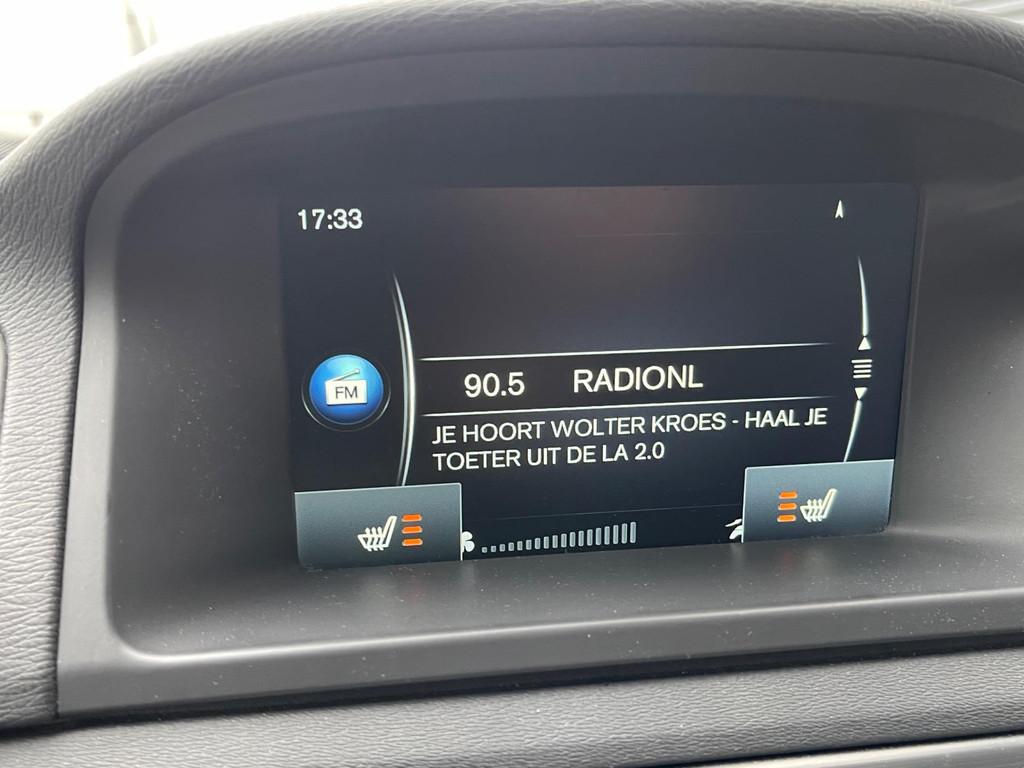 17:33
FM
90.5 RADIONL
JE HOORT WOLTER KROES - HAAL JE
TOETER UIT DE LA 2.0